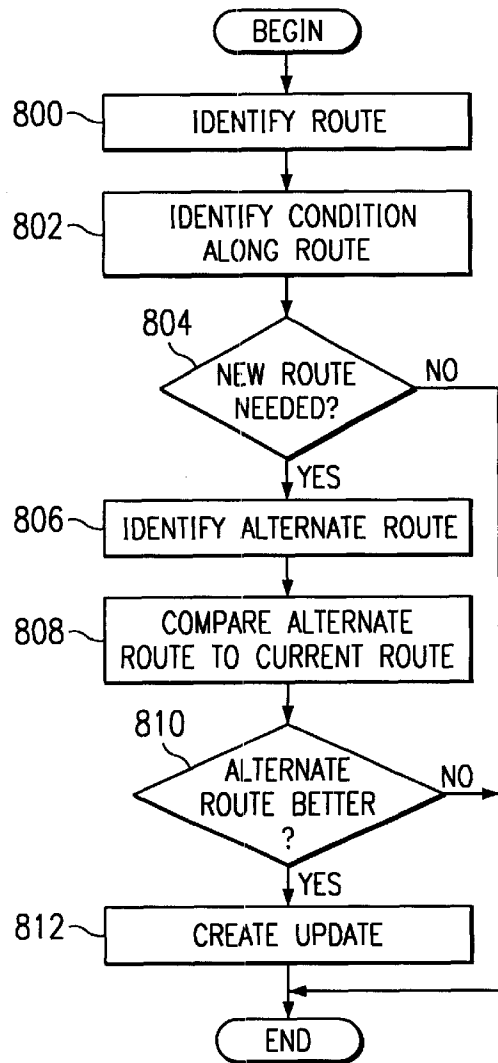 BEGIN
800
IDENTIFY ROUTE
802
IDENTIFY CONDITION
ALONG ROUTE
804
NEW ROUTE
NEEDED?
NO
YES
806
IDENTIFY ALTERNATE ROUTE
808
COMPARE ALTERNATE
ROUTE TO CURRENT ROUTE
810
ALTERNATE
ROUTE BETTER
?
NO
YES
812
CREATE UPDATE
END